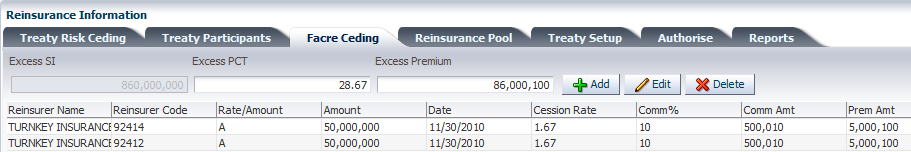 Reinsurance Information
Treaty Risk Ceding Treaty Participants Facre Ceding Reinsurance Pool Treaty Setup Authorise Reports
Excess SI Excess PCT Excess Premium
860,000,000 28.67 86,000,100 Add Edit Delete
Reinsurer Name Reinsurer Code Rate/Amount Amount Date Cession Rate Comm% Comm Amt Prem Amt
TURNKEY INSURANCE 92414 A 50,000,000 11/30/2010 1.67 10 500,010 5,000,100
TURNKEY INSURANCE 92412 A 50,000,000 11/30/2010 1.67 10 500,010 5,000,100